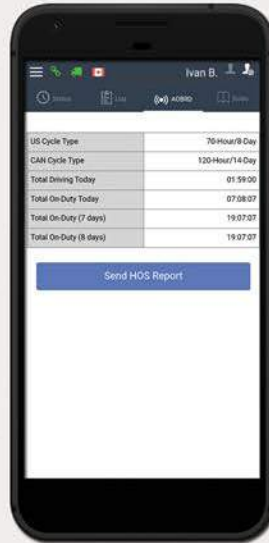 Ivan B.
Status
List
AOBRD
Rules
US Cycle Type 70-Hour/8-Day
CAN Cycle Type 120-Hour/14-Day
Total Driving Today 01:59:00
Total On-Duty Today 07:08:07
Total On-Duty (7 days) 19:07:07
Total On-Duty (8 days) 19:07:07
Send HOS Report